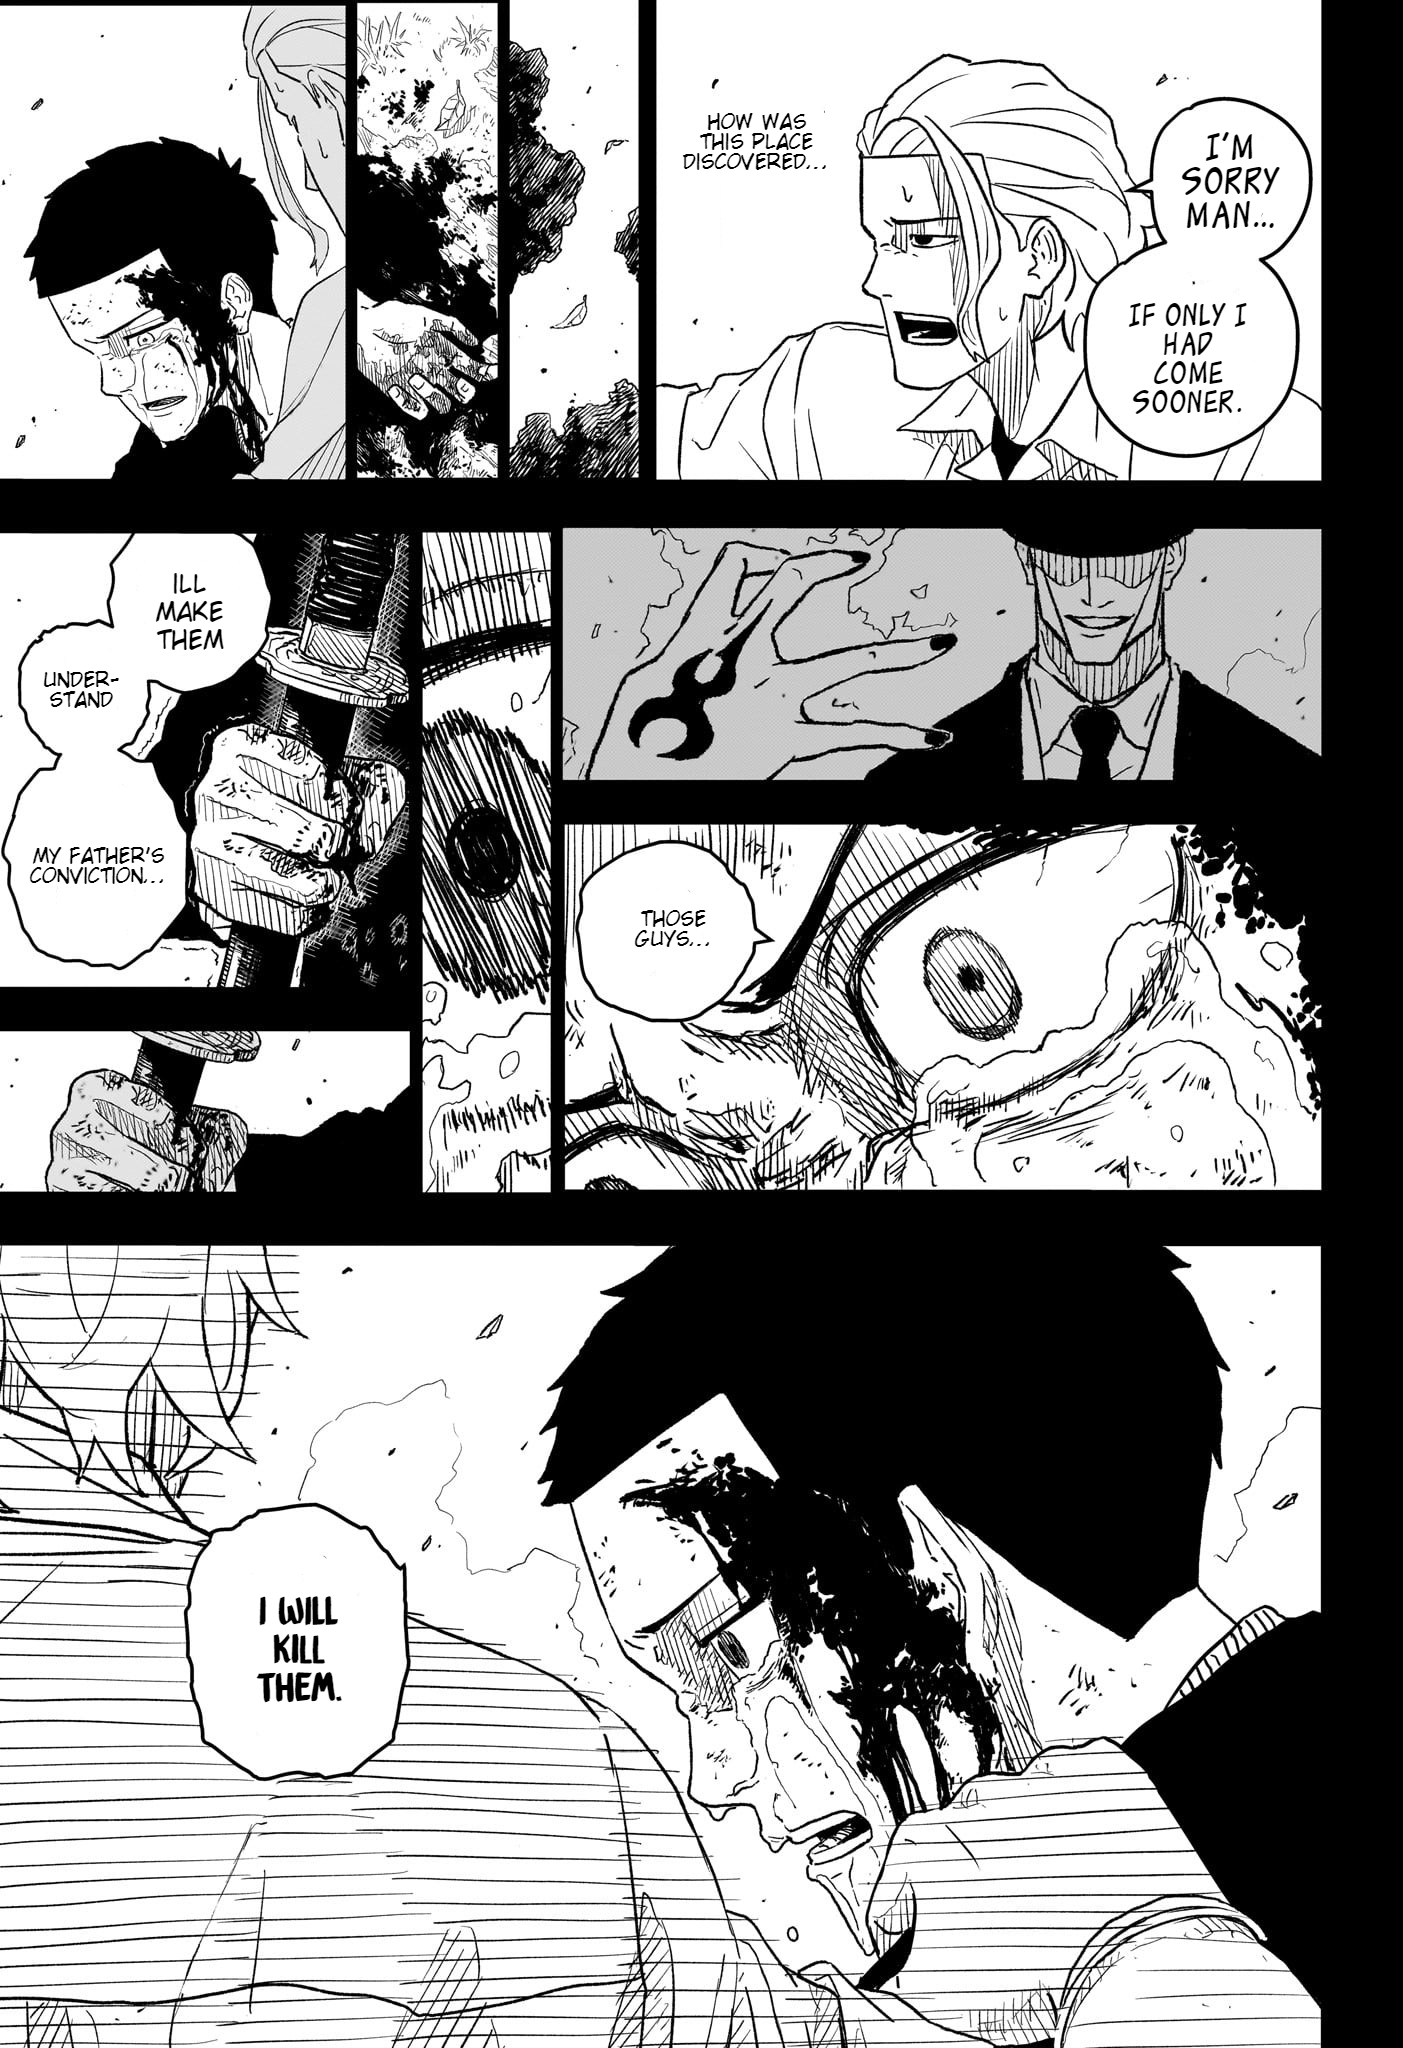 I'M
SORRY
MAN...
IF ONLY I
HAD
COME
SOONER.
HOW WAS
THIS PLACE
DISCOVERED...
THOSE
GUYS...
ILL
MAKE
THEM
UNDER-
STAND
MY FATHER'S
CONVICTION...
I WILL
KILL
THEM.